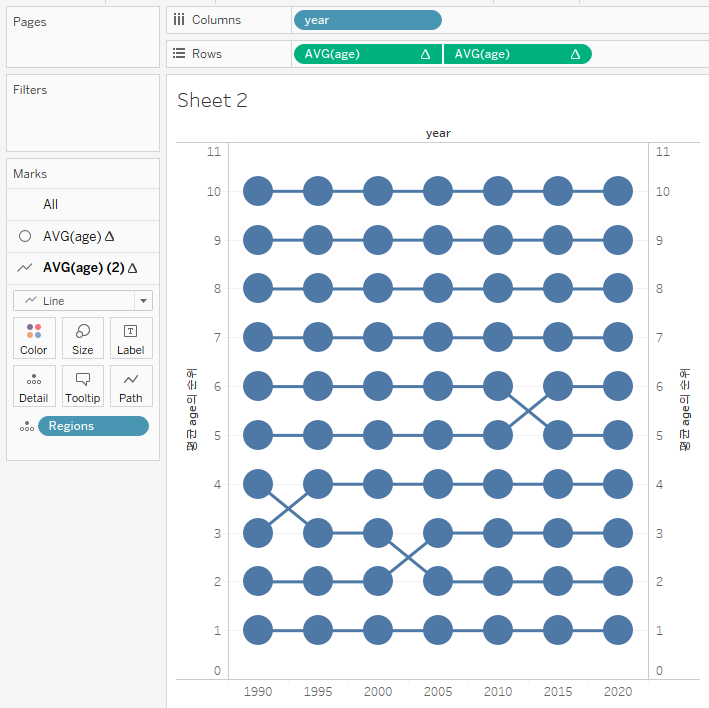 Pages
Columns
year
Rows
AVG(age) Δ
AVG(age) Δ
Filters
Marks
All
AVG(age) Δ
AVG(age) (2) Δ
Line
Color
Size
Label
Detail
Tooltip
Path
Regions
Sheet 2
year
11
10
9
8
7
6
5
4
3
2
1
0
평균 age의 순위
11
10
9
8
7
6
5
4
3
2
1
0
평균 age의 순위
1990 1995 2000 2005 2010 2015 2020